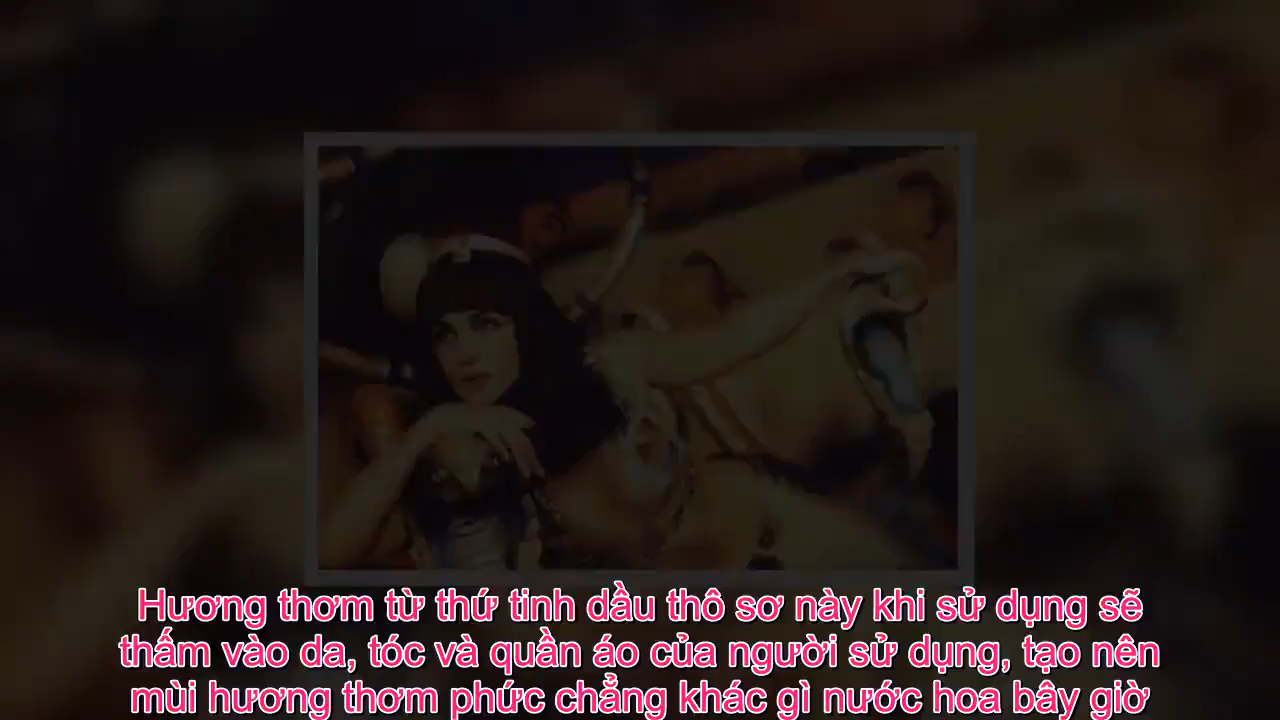 Hương thơm từ thứ tinh dầu thô sơ này khi sử dụng sẽ
thấm vào da, tóc và quần áo của người sử dụng, tạo nên
mùi hương thơm phức chẳng khác gì nước hoa bây giờ